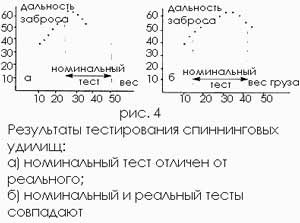 дальность
заброса
60
50
40
30
20
10
а
номинальный
тест
вес
10 20 30 40 50
дальность
заброса
60
50
40
30
20
10
б
номинальный
тест
вес груза
10 20 30 40 50
рис. 4
Результаты тестирования спиннинговых
удилищ:
а) номинальный тест отличен от
реального;
б) номинальный и реальный тесты
совпадают